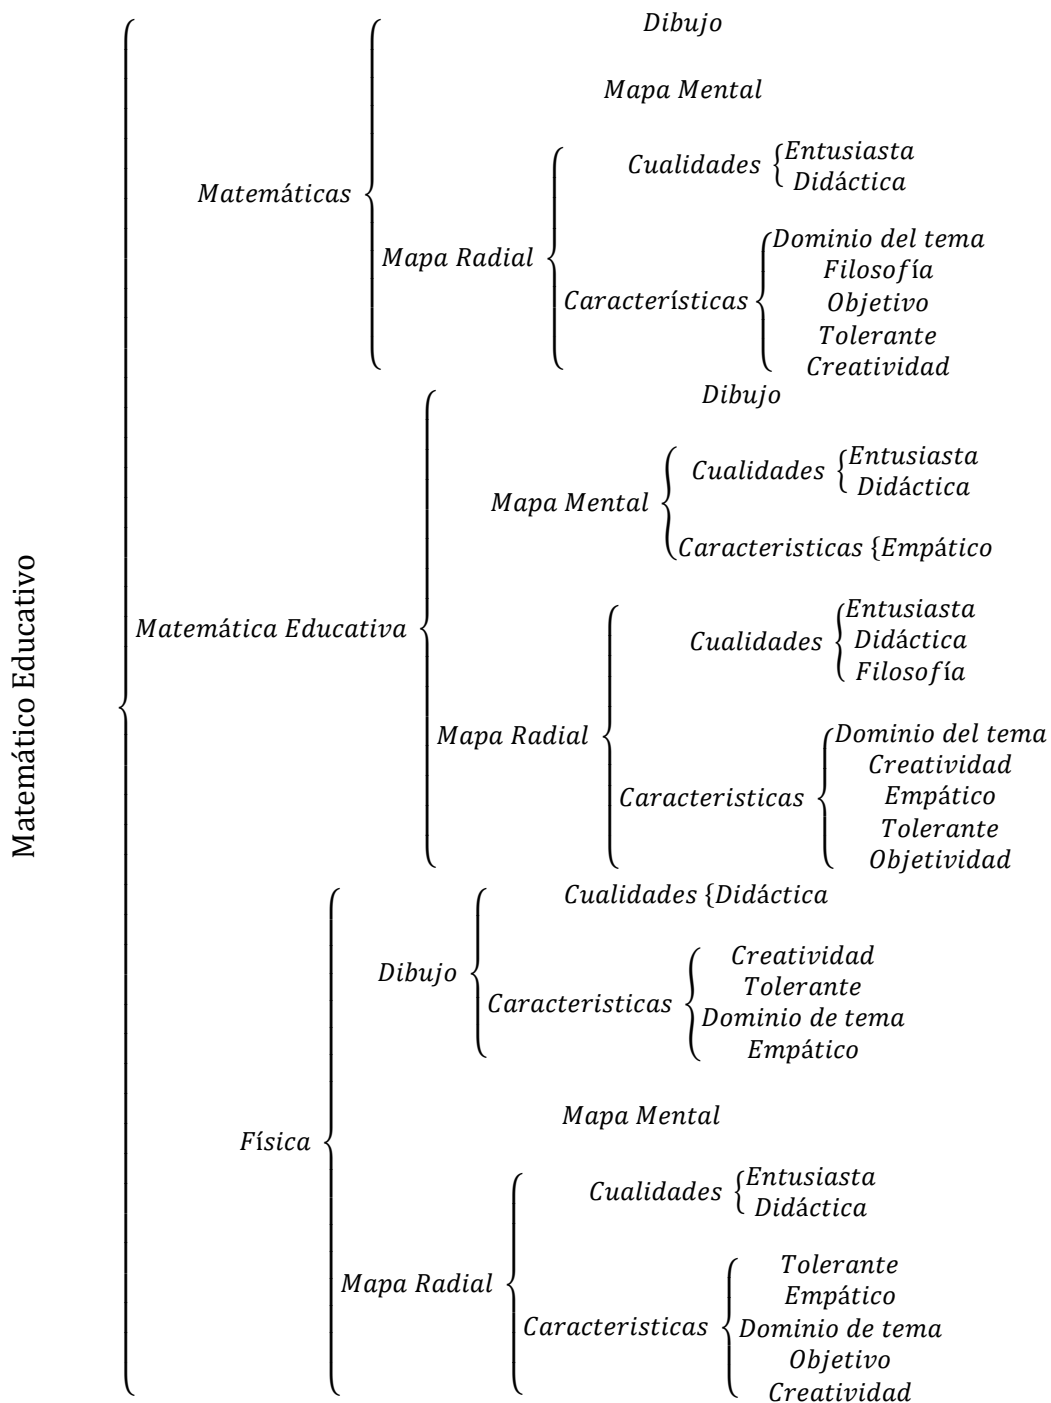 Matemático Educativo
Matemáticas
Dibujo
Mapa Mental
Mapa Radial
Cualidades {Entusiasta
Didáctica
Características
Dominio del tema
Filosofía
Objetivo
Tolerante
Creatividad
Matemática Educativa
Dibujo
Mapa Mental
Cualidades {Entusiasta
Didáctica
Caracteristicas {Empático
Mapa Radial
Cualidades
Entusiasta
Didáctica
Filosofía
Caracteristicas
Dominio del tema
Creatividad
Empático
Tolerante
Objetividad
Física
Dibujo
Cualidades {Didáctica
Caracteristicas
Creatividad
Tolerante
Dominio de tema
Empático
Mapa Mental
Mapa Radial
Cualidades {Entusiasta
Didáctica
Caracteristicas
Tolerante
Empático
Dominio de tema
Objetivo
Creatividad